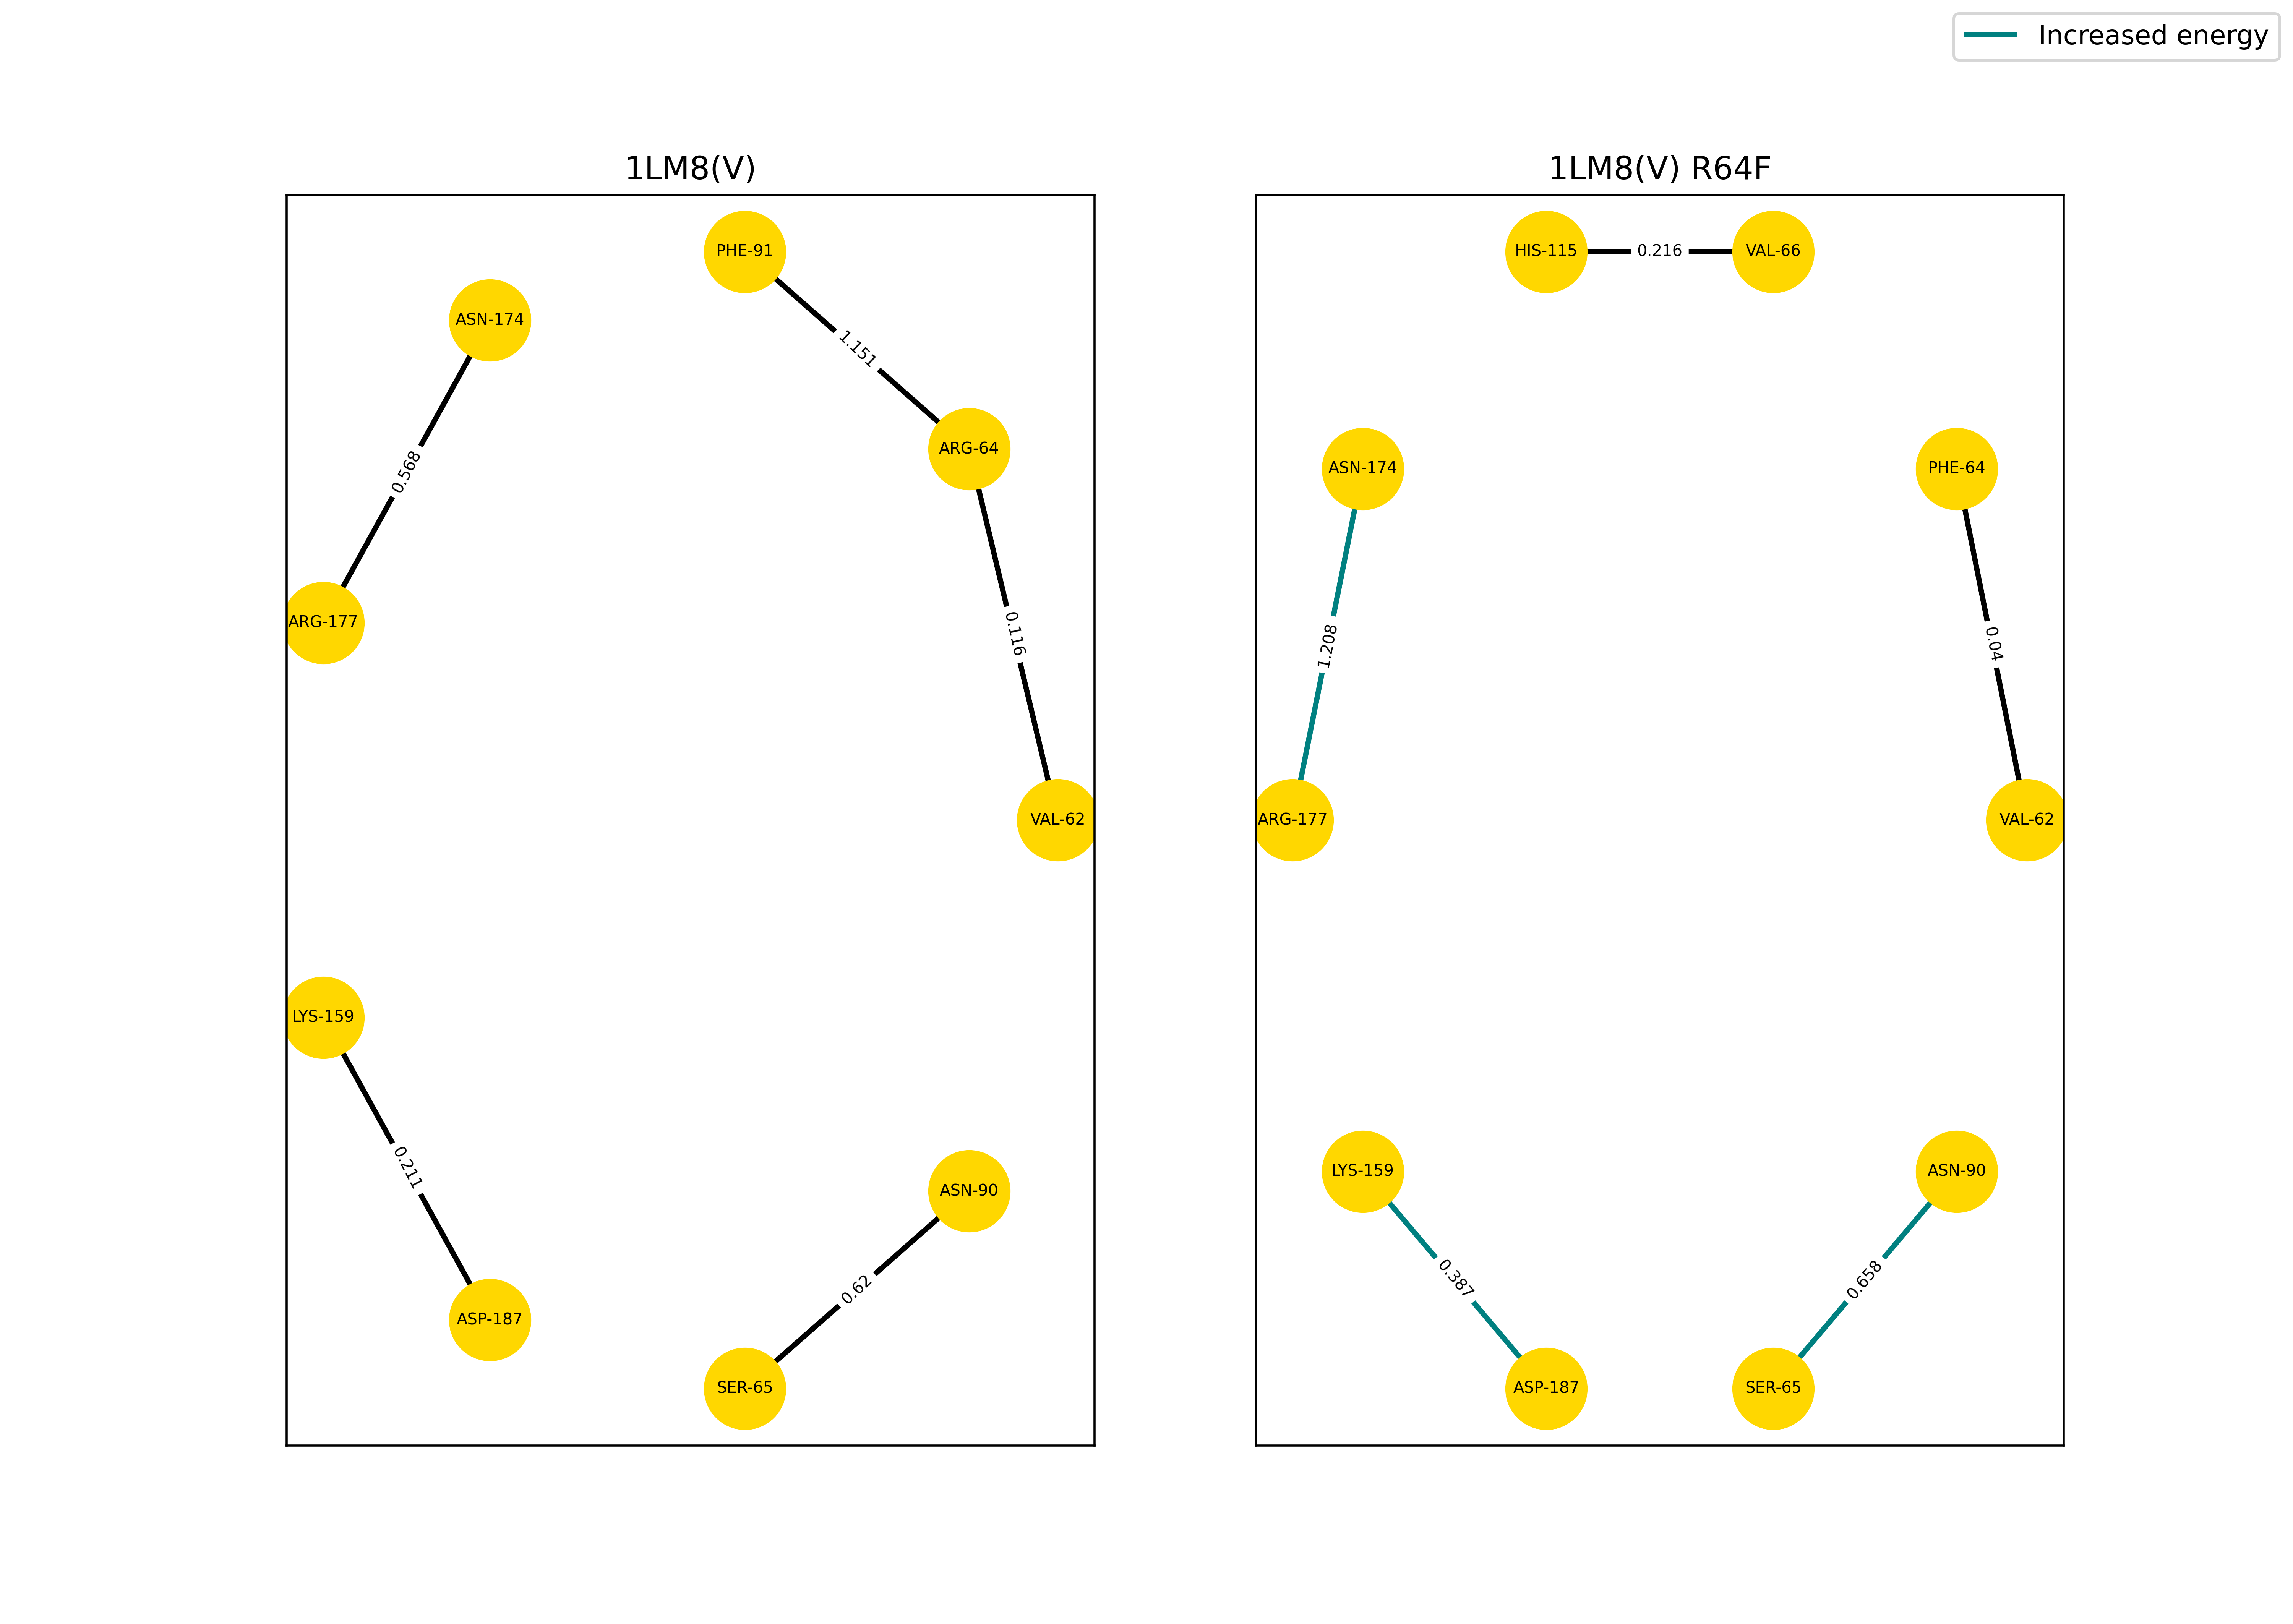 Increased energy
1LM8(V)
PHE-91
ASN-174
1.151
ARG-64
0.568
ARG-177
0.116
VAL-62
LYS-159
0.211
ASN-90
0.62
ASP-187
SER-65
1LM8(V) R64F
HIS-115
0.216
VAL-66
ASN-174
PHE-64
1.208
0.04
ARG-177
VAL-62
LYS-159
ASN-90
0.387
0.658
ASP-187
SER-65